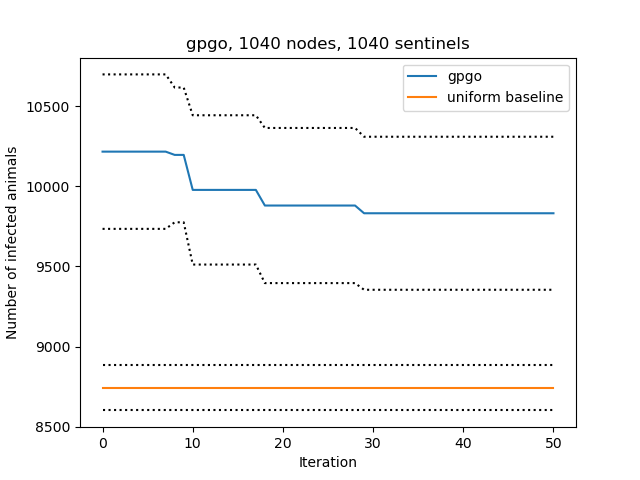 gpgo, 1040 nodes, 1040 sentinels
gpgo
uniform baseline
Number of infected animals
10500
10000
9500
9000
8500
0 10 20 30 40 50
Iteration